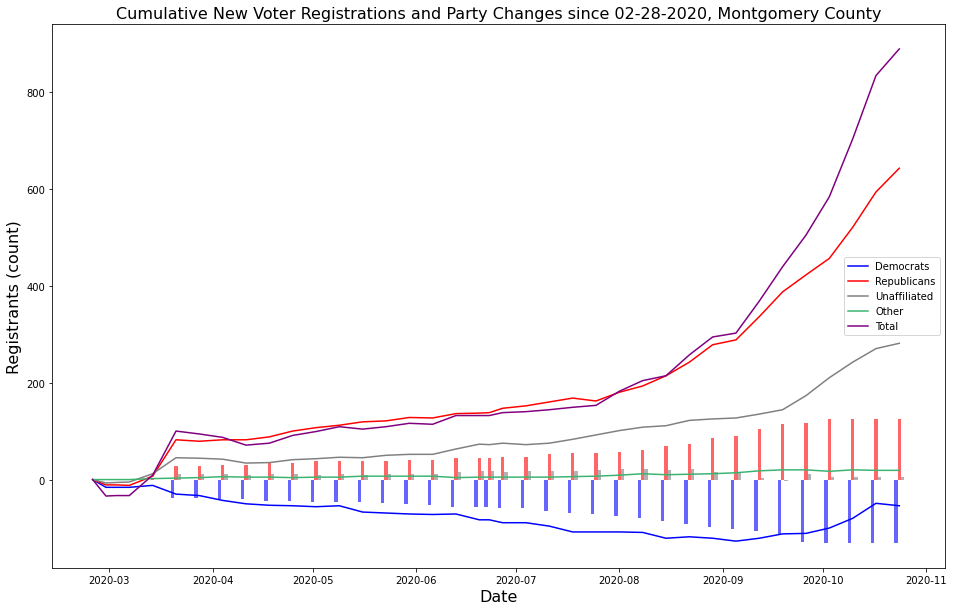 Cumulative New Voter Registrations and Party Changes since 02-28-2020, Montgomery County
Registrants (count)
800
600
400
200
0
Democrats
Republicans
Unaffiliated
Other
Total
2020-03 2020-04 2020-05 2020-06 2020-07 2020-08 2020-09 2020-10 2020-11
Date